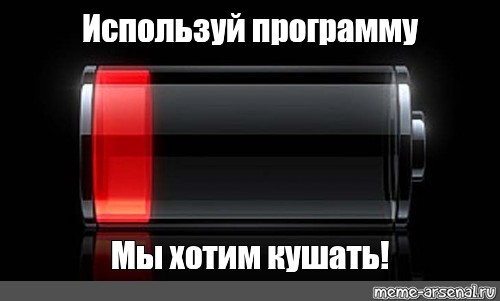 Используй программу
Мы хотим кушать!
meme-arsenal.ru